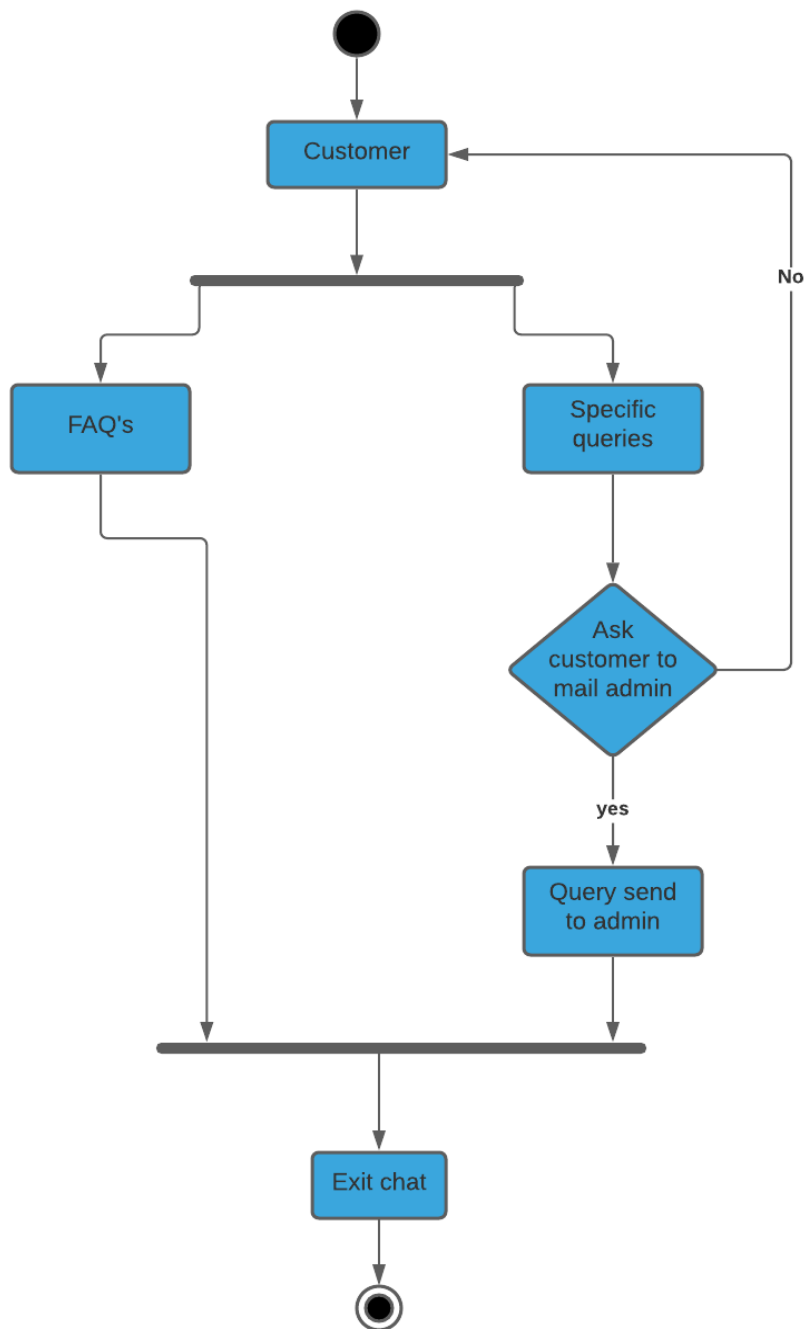 Customer
No
FAQ's
Specific
queries
Ask
customer to
mail admin
yes
Query send
to admin
Exit chat